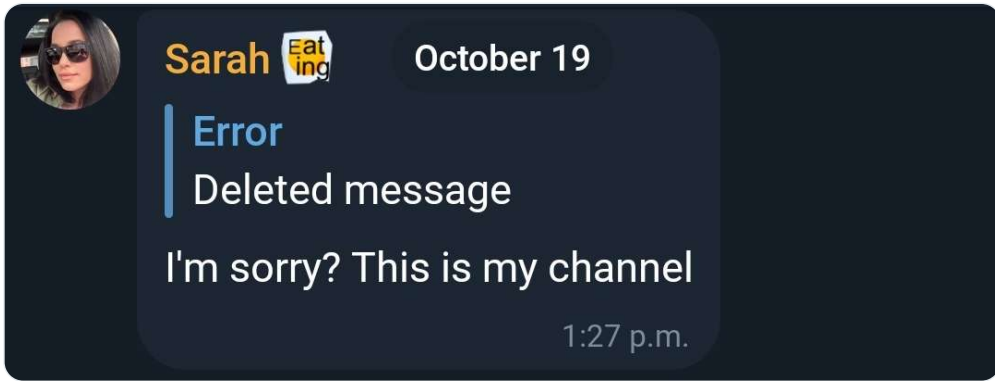 Sarah Eat ing
October 19
Error
Deleted message
I'm sorry? This is my channel
1:27 p.m.